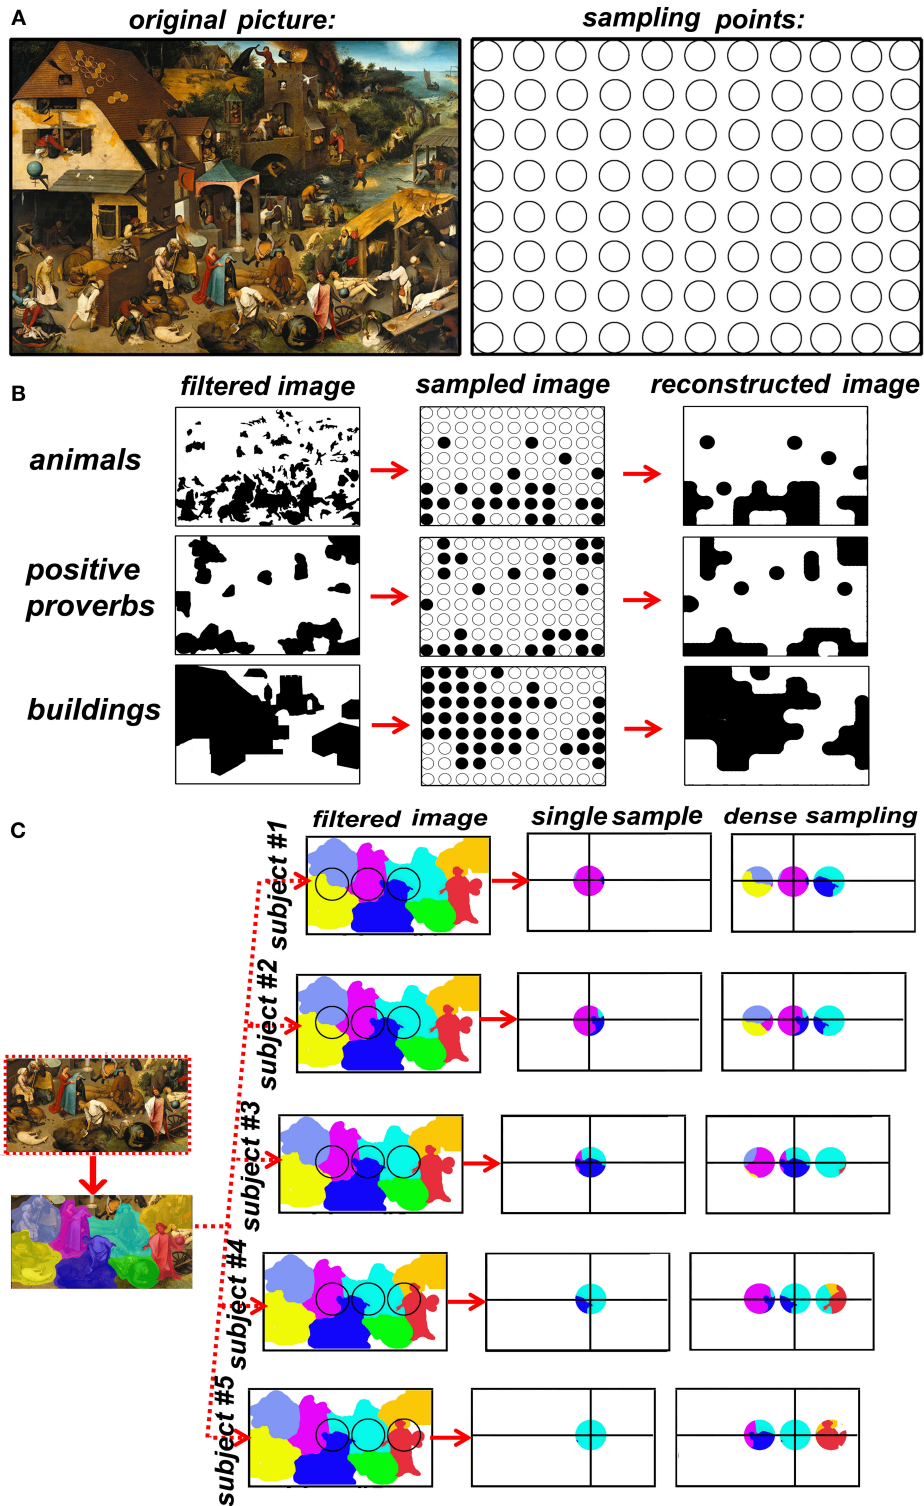 A
original picture:
sampling points:
B
filtered image
sampled image
reconstructed image
animals
positive
proverbs
buildings
C
filtered image
single sample
dense sampling
subject #1
subject #2
subject #3
subject #4
subject #5